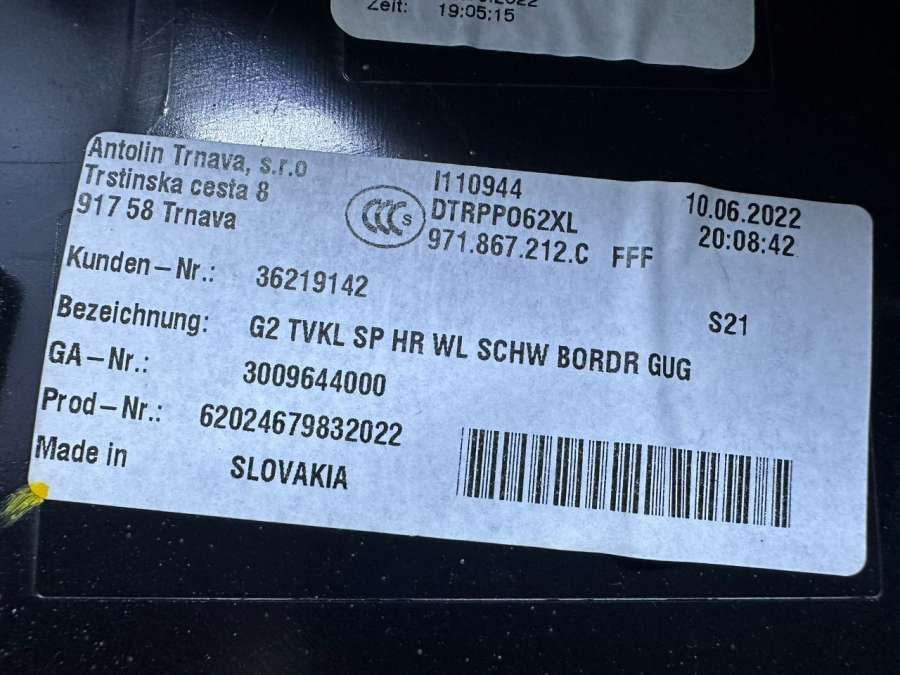 Zeit: 19:05:15
Antolin Trnava, s.r.o
Trstinska cesta 8
917 58 Trnava
CCC S
I110944
DTRPPO62XL
971.867.212.C FFF
10.06.2022
20:08:42
Kunden-Nr.: 36219142
S21
Bezeichnung: G2 TVKL SP HR WL SCHW BORDR GUG
GA-Nr.: 3009644000
Prod-Nr.: 62024679832022
Made in SLOVAKIA